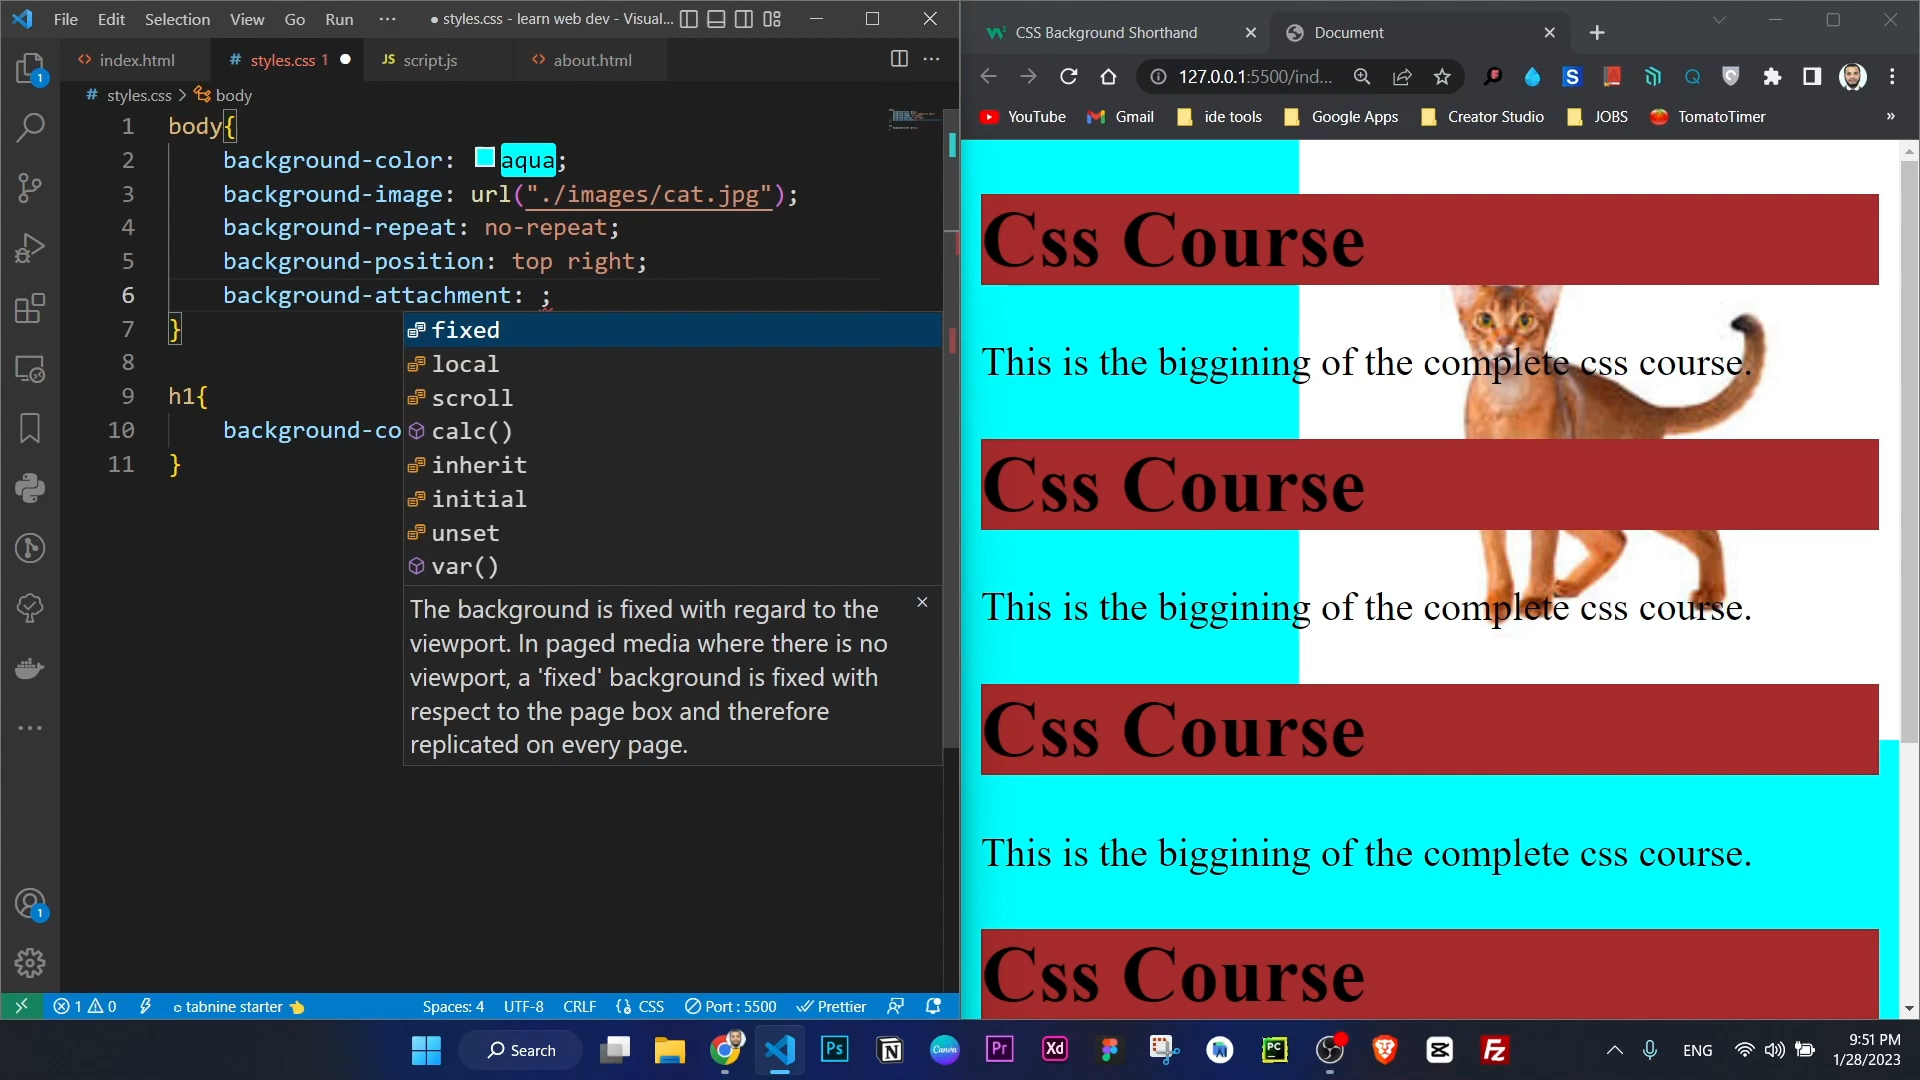 File Edit Selection View Go Run ··· ● styles.css - learn web dev - Visual...
<> index.html # styles.css 1 ● JS script.js <> about.html ···
# styles.css > body
1 body{
2 background-color: aqua;
3 background-image: url("./images/cat.jpg");
4 background-repeat: no-repeat;
5 background-position: top right;
6 background-attachment: ;
7 }
8
9 h1{
10 background-co
11 }
fixed
local
scroll
calc()
inherit
initial
unset
var()
The background is fixed with regard to the
viewport. In paged media where there is no
viewport, a 'fixed' background is fixed with
respect to the page box and therefore
replicated on every page.
1
1
1 0 tabnine starter Spaces: 4 UTF-8 CRLF {} CSS Port : 5500 Prettier
CSS Background Shorthand Document
127.0.0.1:5500/ind...
YouTube Gmail ide tools Google Apps Creator Studio JOBS TomatoTimer »
Css Course
This is the biggining of the complete css course.
Css Course
This is the biggining of the complete css course.
Css Course
This is the biggining of the complete css course.
Css Course
Search Ps N Canva Pr Xd PC FZ ENG 9:51 PM
1/28/2023